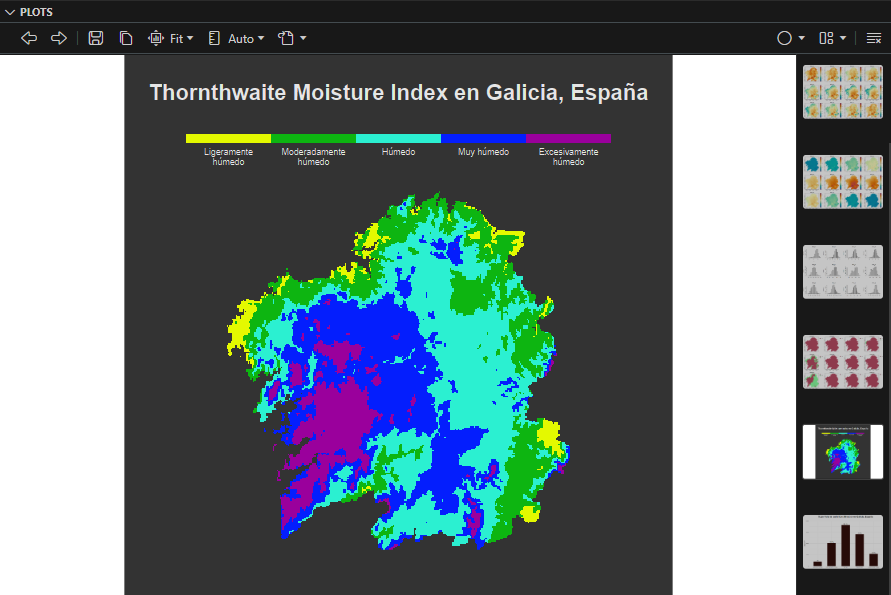 PLOTS
Fit
Auto
Thornthwaite Moisture Index en Galicia, España
Ligeramente
húmedo
Moderadamente
húmedo
Húmedo
Muy húmedo
Excesivamente
húmedo